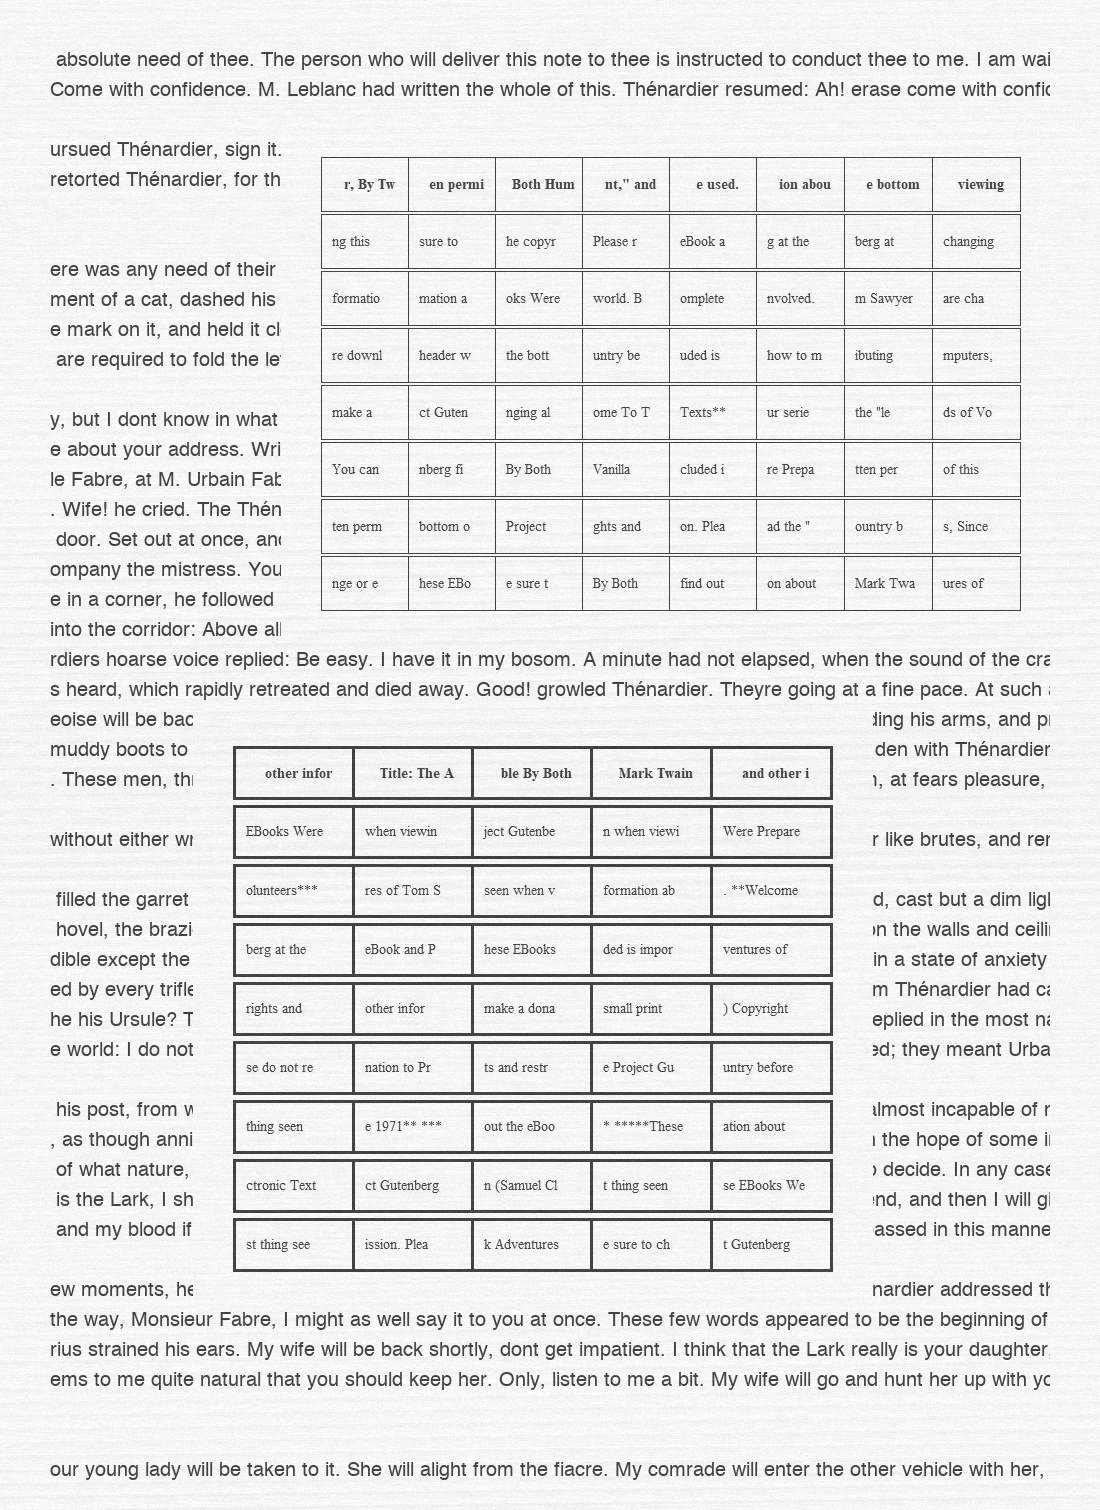 absolute need of thee. The person who will deliver this note to thee is instructed to conduct thee to me. I am wai
Come with confidence. M. Leblanc had written the whole of this. Thénardier resumed: Ah! erase come with confid
ursued Thénardier, sign it.
retorted Thénardier, for th
r, By Tw en permi Both Hum nt," and e used. ion abou e bottom viewing
ng this sure to he copyr Please r eBook a g at the berg at changing
formatio mation a oks Were world. B omplete nvolved. m Sawyer are cha
re downl header w the bott untry be uded is how to m ibuting mputers,
make a ct Guten nging al ome To T Texts** ur serie the "le ds of Vo
You can nberg fi By Both Vanilla cluded i re Prepa tten per of this
ten perm bottom o Project ghts and on. Plea ad the " ountry b s, Since
nge or e hese EBo e sure t By Both find out on about Mark Twa ures of
ere was any need of their
ment of a cat, dashed his
e mark on it, and held it cl
are required to fold the le
y, but I dont know in what
e about your address. Wri
le Fabre, at M. Urbain Fab
. Wife! he cried. The Thén
door. Set out at once, and
ompany the mistress. You
e in a corner, he followed
into the corridor: Above all
rdiers hoarse voice replied: Be easy. I have it in my bosom. A minute had not elapsed, when the sound of the cra
s heard, which rapidly retreated and died away. Good! growled Thénardier. Theyre going at a fine pace. At such
eoise will be bac ding his arms, and pr
muddy boots to den with Thénardier
. These men, thr , at fears pleasure,
other infor Title: The A ble By Both Mark Twain and other i
EBooks Were when viewin ject Gutenbe n when viewi Were Prepare
olunteers*** res of Tom S seen when v formation ab . **Welcome
berg at the eBook and P hese EBooks ded is impor ventures of
rights and other infor make a dona small print ) Copyright
se do not re nation to Pr ts and restr e Project Gu untry before
thing seen e 1971** *** out the eBoo * *****These ation about
ctronic Text ct Gutenberg n (Samuel Cl t thing seen se EBooks We
st thing see ission. Plea k Adventures e sure to ch t Gutenberg
without either wr r like brutes, and rem
filled the garret d, cast but a dim ligh
hovel, the brazi on the walls and ceilin
dible except the in a state of anxiety
ed by every trifle m Thénardier had ca
he his Ursule? T eplied in the most na
e world: I do not ed; they meant Urba
his post, from w almost incapable of r
, as though anni the hope of some i
of what nature, o decide. In any case
is the Lark, I sh end, and then I will gi
and my blood if assed in this manne
ew moments, he nardier addressed th
the way, Monsieur Fabre, I might as well say it to you at once. These few words appeared to be the beginning of
rius strained his ears. My wife will be back shortly, dont get impatient. I think that the Lark really is your daughter.
ems to me quite natural that you should keep her. Only, listen to me a bit. My wife will go and hunt her up with yo
our young lady will be taken to it. She will alight from the fiacre. My comrade will enter the other vehicle with her,